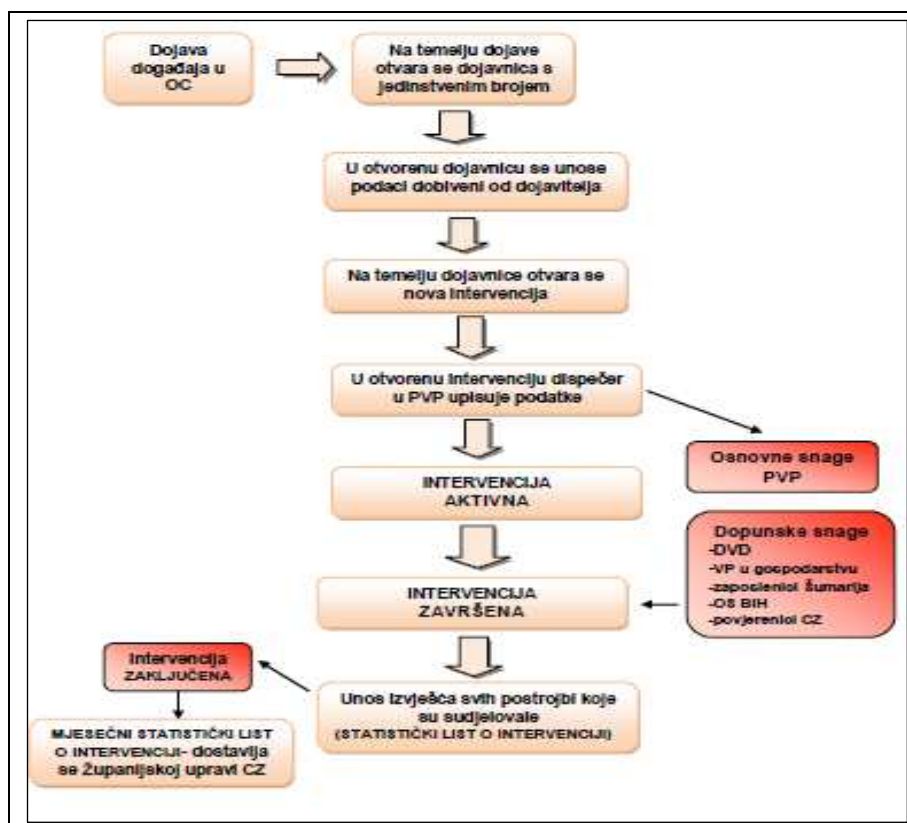 Dojava
događaja u
OC
Na temelju dojave
otvara se dojavnica s
jedinstvenim brojem
U otvorenu dojavnicu se unose
podaci dobiveni od dojavitelja
Na temelju dojavnice otvara se
nova intervencija
U otvorenu intervenciju dispečer
u PVP upisuje podatke
Osnovne snage
PVP
INTERVENCIJA
AKTIVNA
Dopunske snage
-DVD
-VP u gospodarstvu
-zaposlenici šumarija
-OS BIH
-povjerenici CZ
INTERVENCIJA
ZAVRŠENA
Intervencija
ZAKLJUČENA
Unos izvješća svih postrojbi koje
su sudjelovale
(STATISTIČKI LIST O INTERVENCIJI)
MJESEČNI STATISTIČKI LIST
O INTERVENCIJI- dostavlja
se Županijskoj upravi CZ